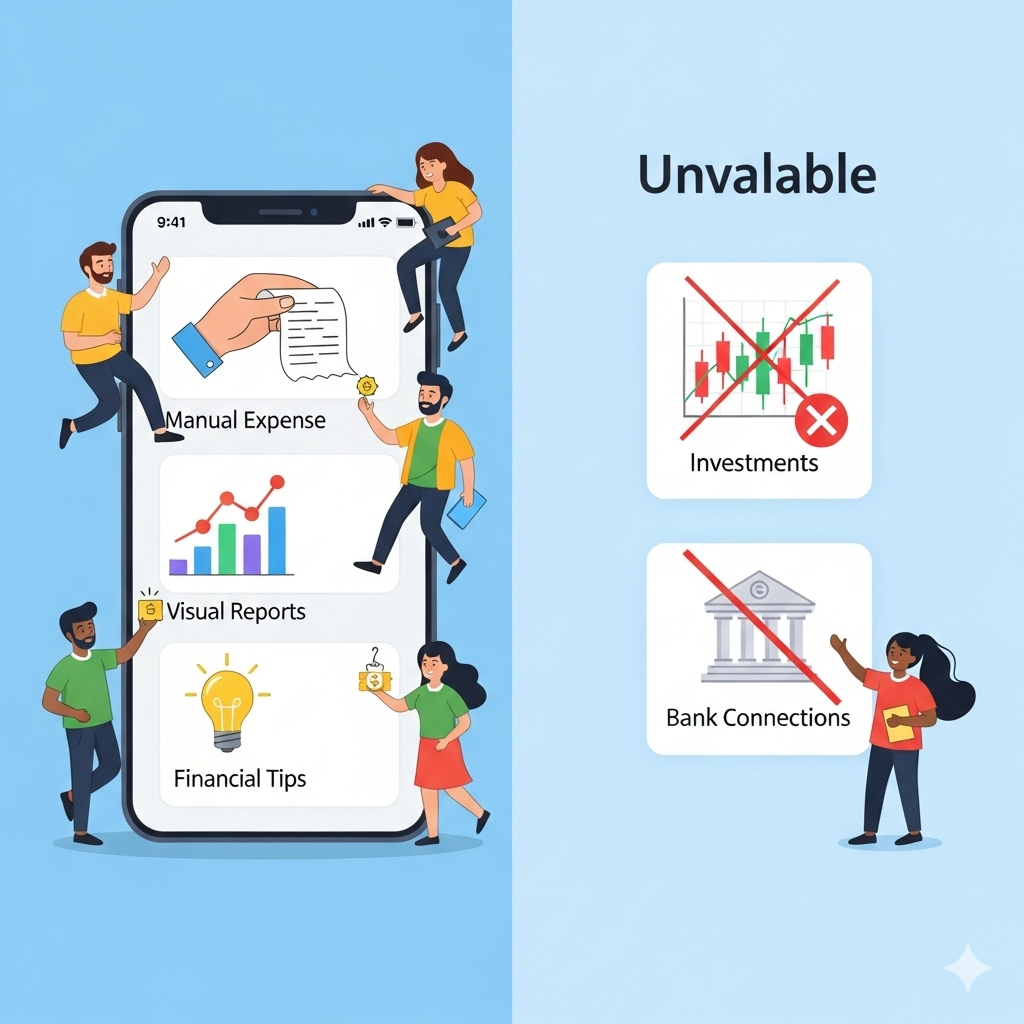 9:41
Manual Expense
Visual Reports
Financial Tips
Unvalable
Investments
Bank Connections